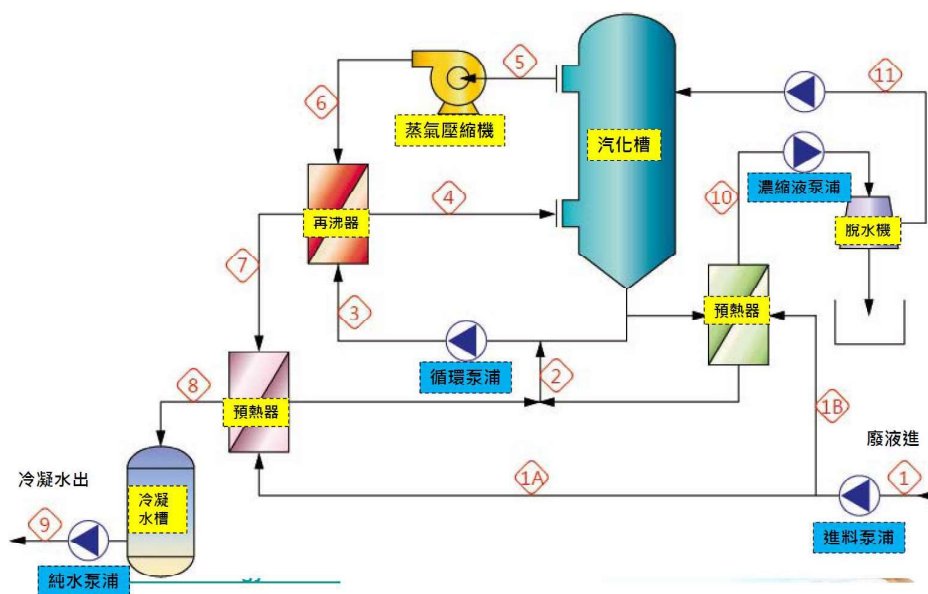 5
11
6
蒸氣壓縮機
汽化槽
濃縮液泵浦
10
4
再沸器
脫水機
7
3
預熱器
循環泵浦
2
8
預熱器
1B
廢液進
冷凝水出
1A
1
冷凝
水槽
9
進料泵浦
純水泵浦